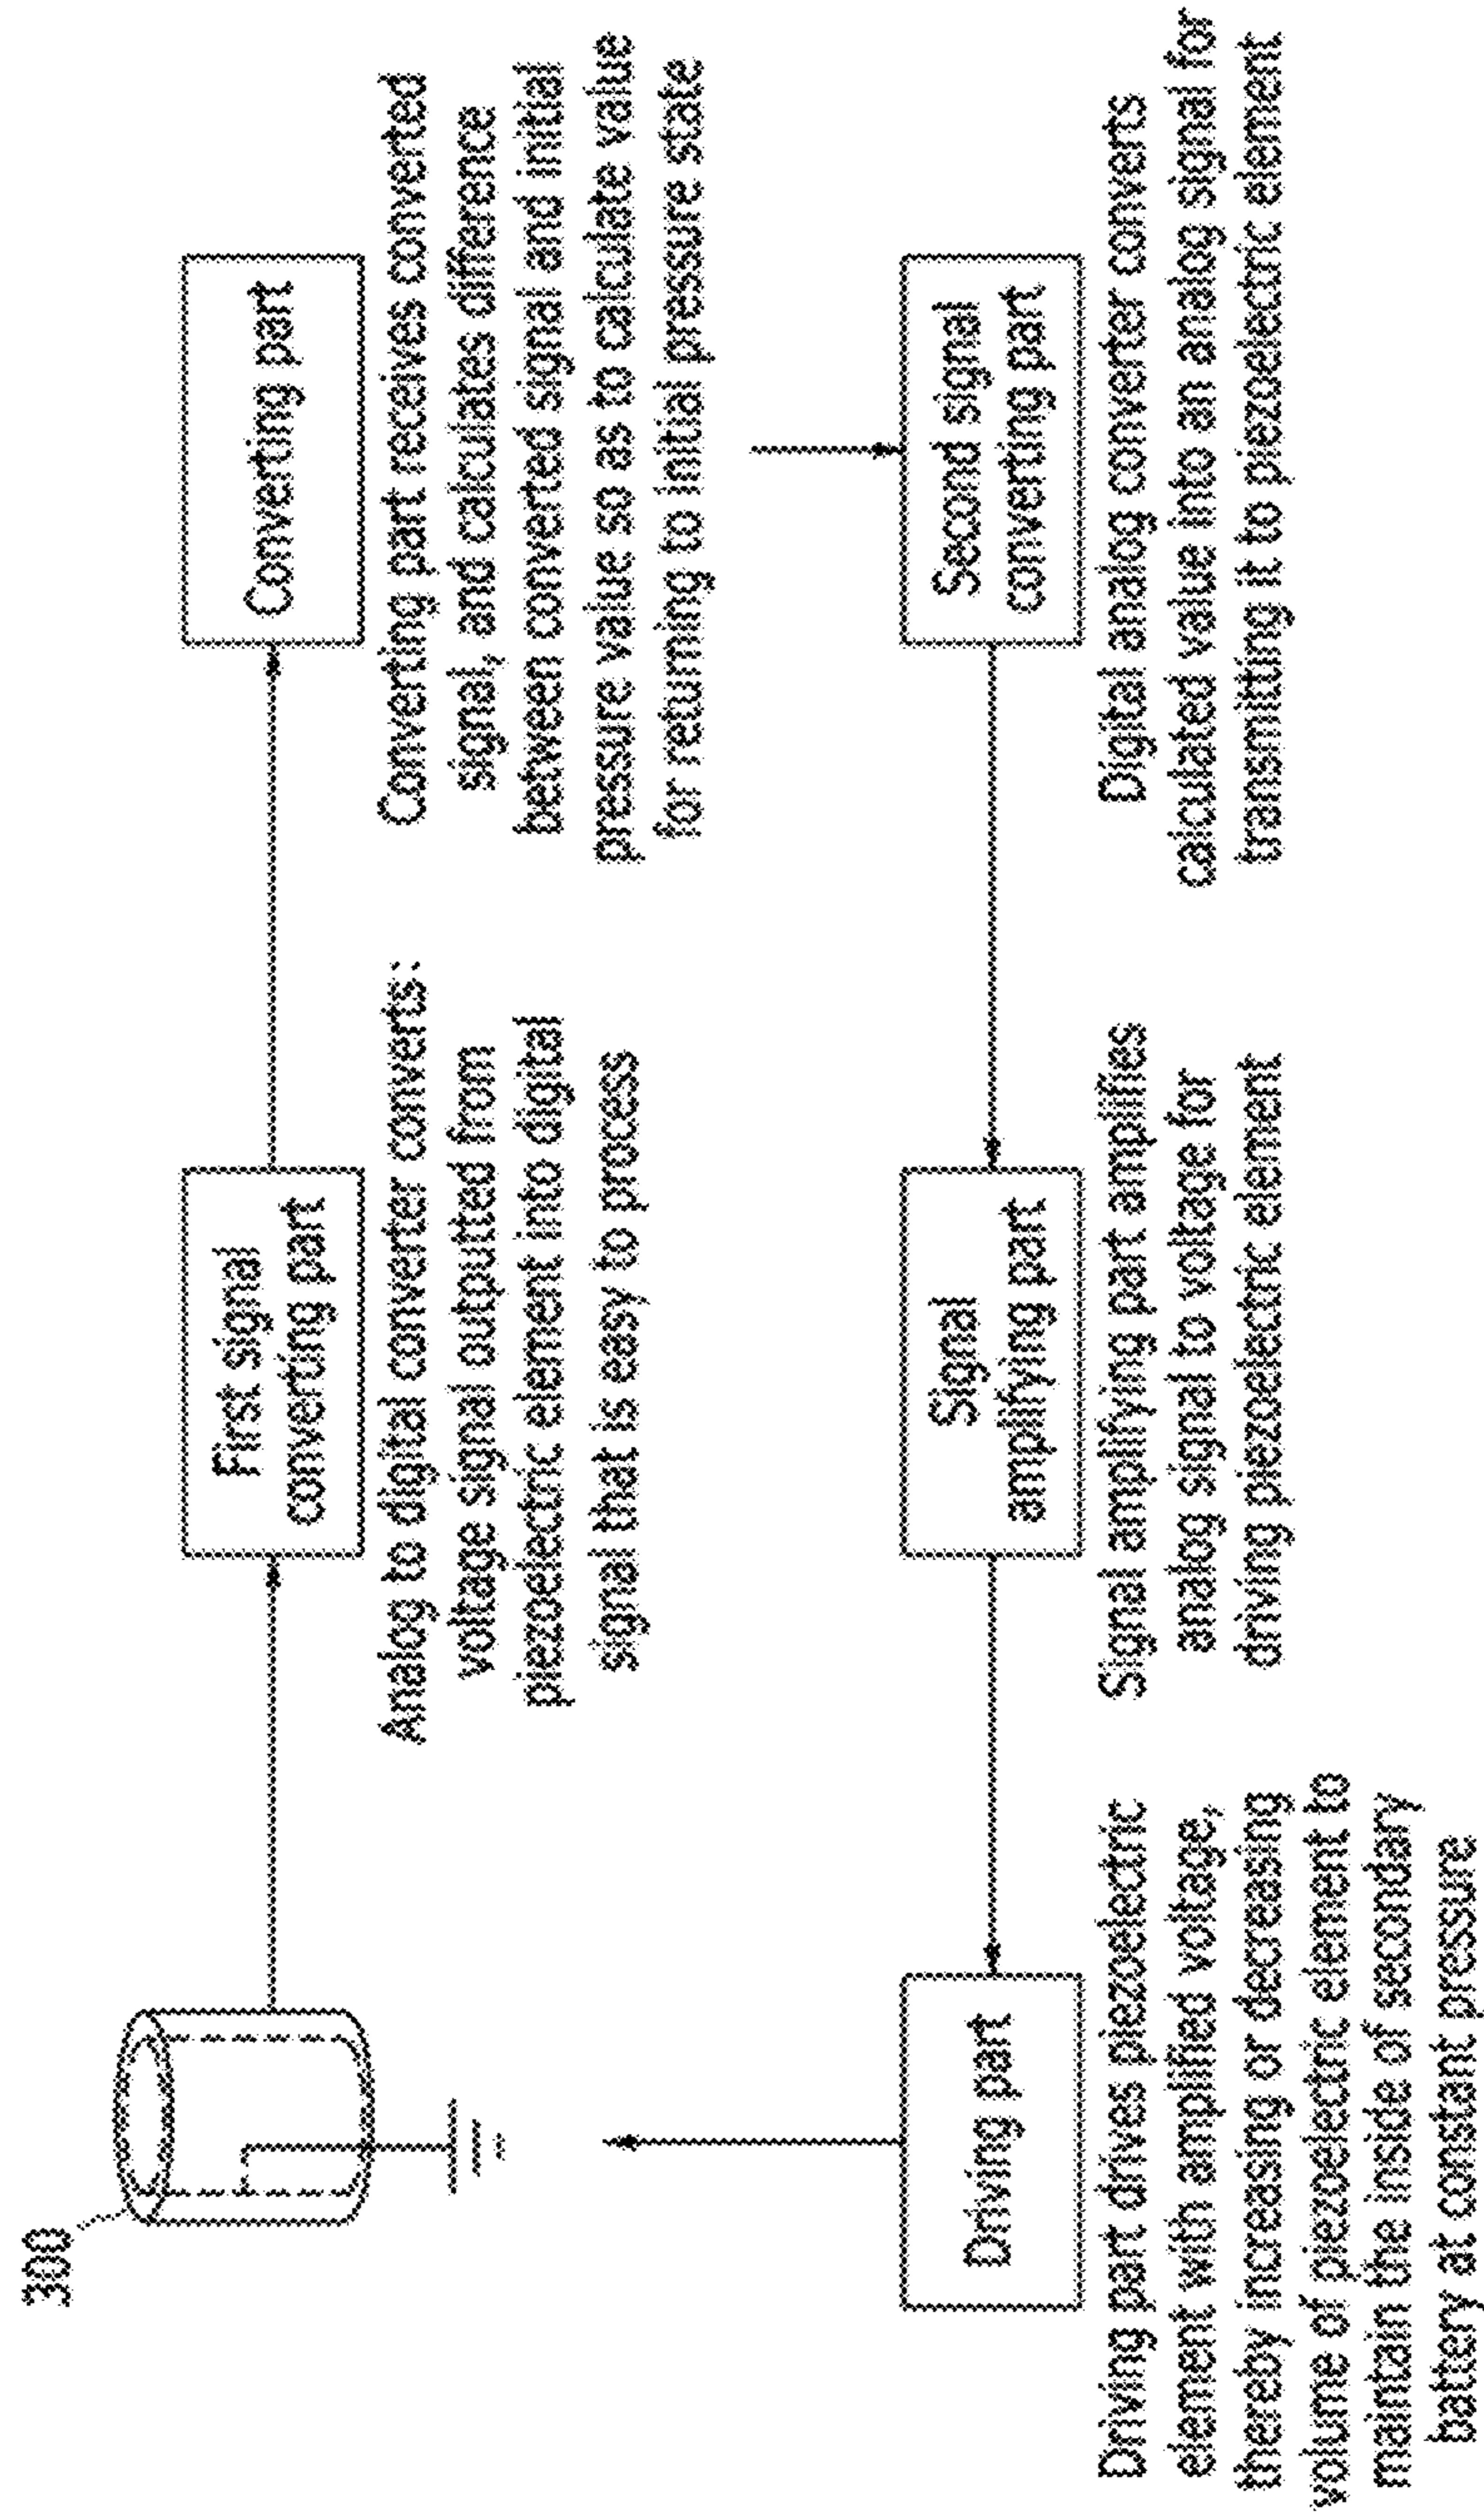 300
First signal
converting part
Analog to digital converter converts:
voltage signal outputted from
piezoelectric element into digital
signal that is easy to process
Converting part
Converting part receives converted
signal, and calculates difference
between converted signal and initial
pressure value so as to calculate value
for returning to initial pressure state
Second signal
converting part
Digital analog converter converts
calculated value into an analog signal for
transmitting it to piezoelectric element
Signal
amplifying part
Signal amplifying part amplifies
analog signal to voltage for
driving piezoelectric element
Driving part
Driving part drives piezoelectric
element with amplified voltage,
thereby increasing or decreasing
volume of piezoelectric element to
maintain the inside of secondary
battery at constant pressure